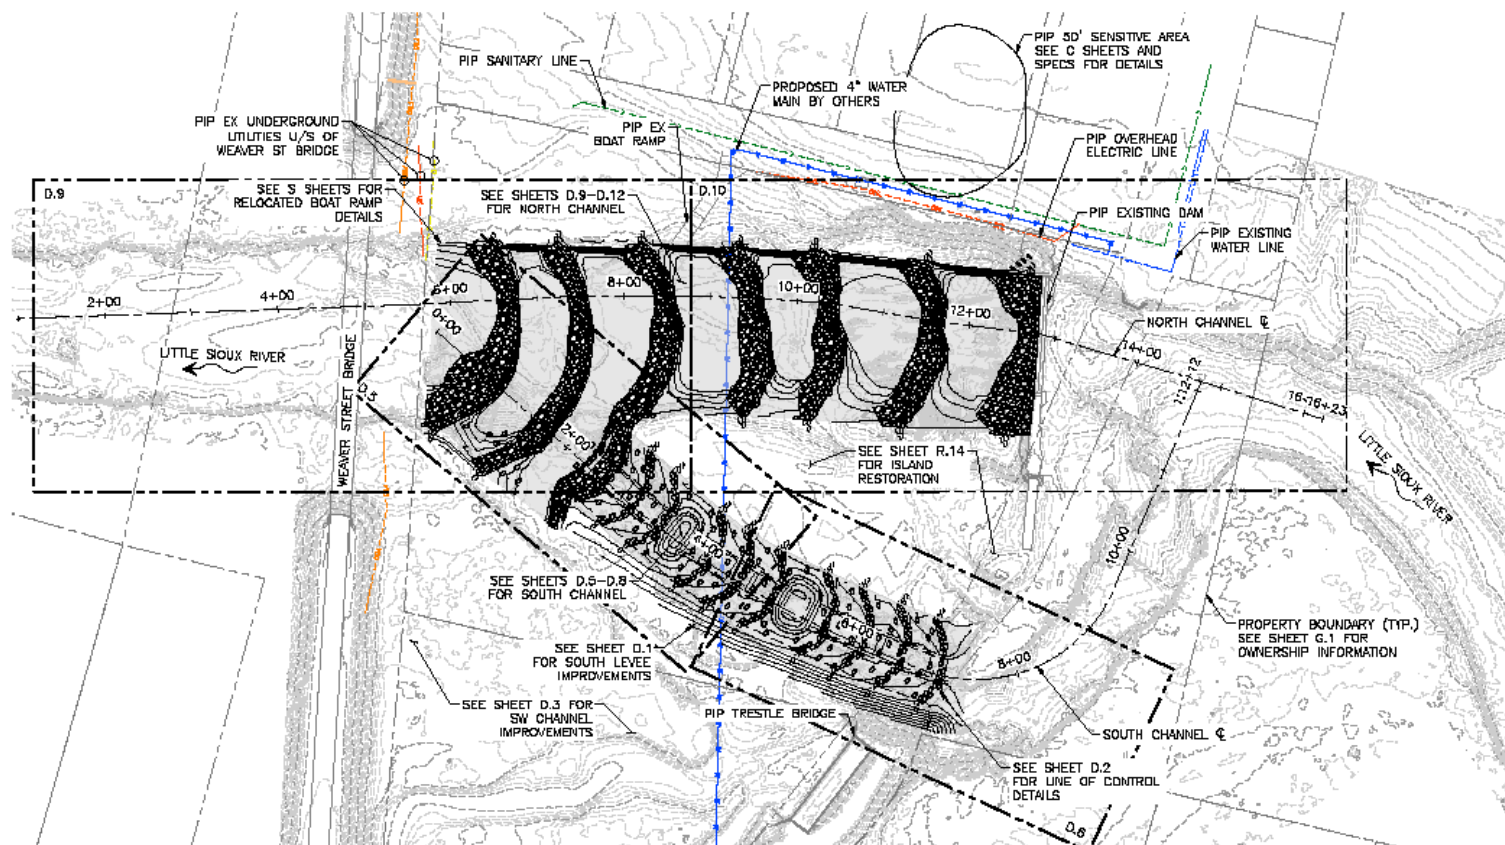 PIP 50' SENSITIVE AREA
SEE C SHEETS AND
SPECS FOR DETAILS
PIP SANITARY LINE
PROPOSED 4" WATER
MAIN BY OTHERS
PIP EX UNDERGROUND
UTILITIES U/S OF
WEAVER ST BRIDGE
PIP EX
BOAT RAMP
PIP OVERHEAD
ELECTRIC LINE
D.9
SEE S SHEETS FOR
RELOCATED BOAT RAMP
DETAILS
SEE SHEETS D.9-D.12
FOR NORTH CHANNEL
D.10
PIP EXISTING DAM
PIP EXISTING
WATER LINE
2+00
4+00
6+00
8+00
10+00
12+00
14+00
16+00
16+23
0+00
NORTH CHANNEL ℄
LITTLE SIOUX RIVER
WEAVER STREET BRIDGE
D.5
11+12.12
2+00
SEE SHEET R.14
FOR ISLAND
RESTORATION
LITTLE SIOUX RIVER
4+00
10+00
SEE SHEETS D.5-D.8
FOR SOUTH CHANNEL
6+00
8+00
PROPERTY BOUNDARY (TYP.)
SEE SHEET G.1 FOR
OWNERSHIP INFORMATION
SEE SHEET D.1
FOR SOUTH LEVEE
IMPROVEMENTS
SEE SHEET D.3 FOR
SW CHANNEL
IMPROVEMENTS
PIP TRESTLE BRIDGE
SOUTH CHANNEL ℄
SEE SHEET D.2
FOR LINE OF CONTROL
DETAILS
D.6